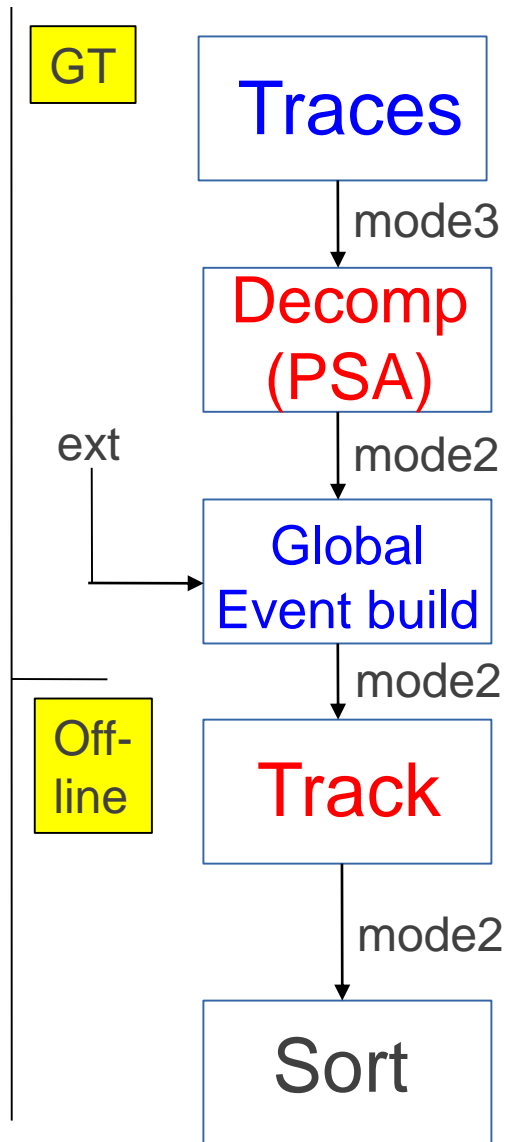 GT
Traces
mode3
Decomp
(PSA)
mode2
ext
Global
Event build
mode2
Off-
line
Track
mode2
Sort